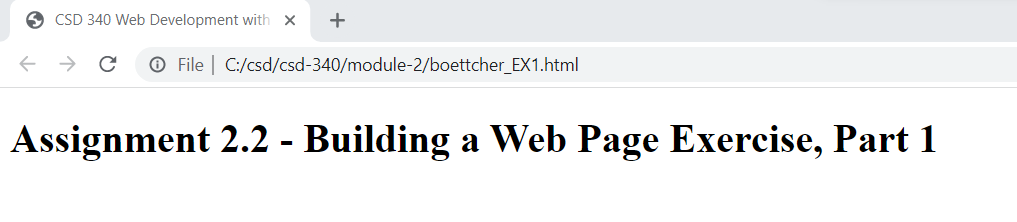 CSD 340 Web Development with
File | C:/csd/csd-340/module-2/boettcher_EX1.html
Assignment 2.2 - Building a Web Page Exercise, Part 1